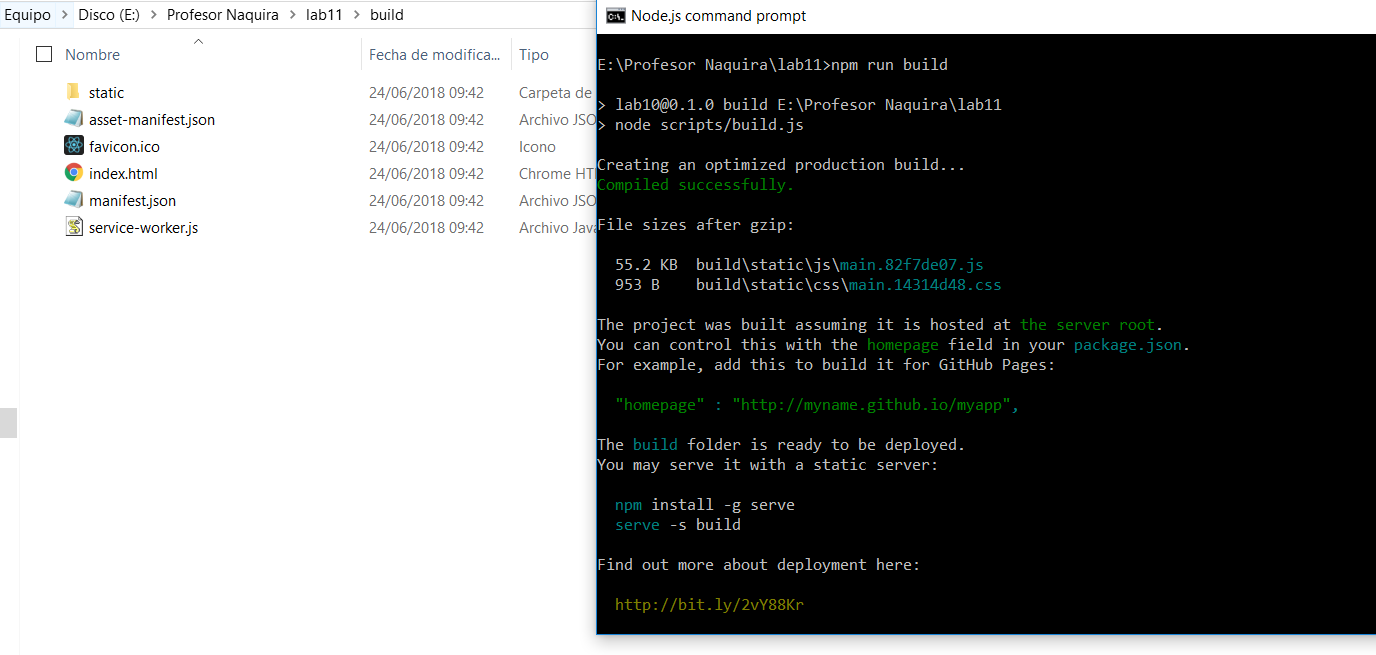 Equipo > Disco (E:) > Profesor Naquira > lab11 > build
Nombre Fecha de modifica... Tipo
static 24/06/2018 09:42 Carpeta de
asset-manifest.json 24/06/2018 09:42 Archivo JSO
favicon.ico 24/06/2018 09:42 Icono
index.html 24/06/2018 09:42 Chrome HT
manifest.json 24/06/2018 09:42 Archivo JSO
service-worker.js 24/06/2018 09:42 Archivo Java
Node.js command prompt
E:\Profesor Naquira\lab11>npm run build
> lab10@0.1.0 build E:\Profesor Naquira\lab11
> node scripts/build.js
Creating an optimized production build...
Compiled successfully.
File sizes after gzip:
55.2 KB build\static\js\main.82f7de07.js
953 B build\static\css\main.14314d48.css
The project was built assuming it is hosted at the server root.
You can control this with the homepage field in your package.json.
For example, add this to build it for GitHub Pages:
"homepage" : "http://myname.github.io/myapp",
The build folder is ready to be deployed.
You may serve it with a static server:
npm install -g serve
serve -s build
Find out more about deployment here:
http://bit.ly/2vY88Kr